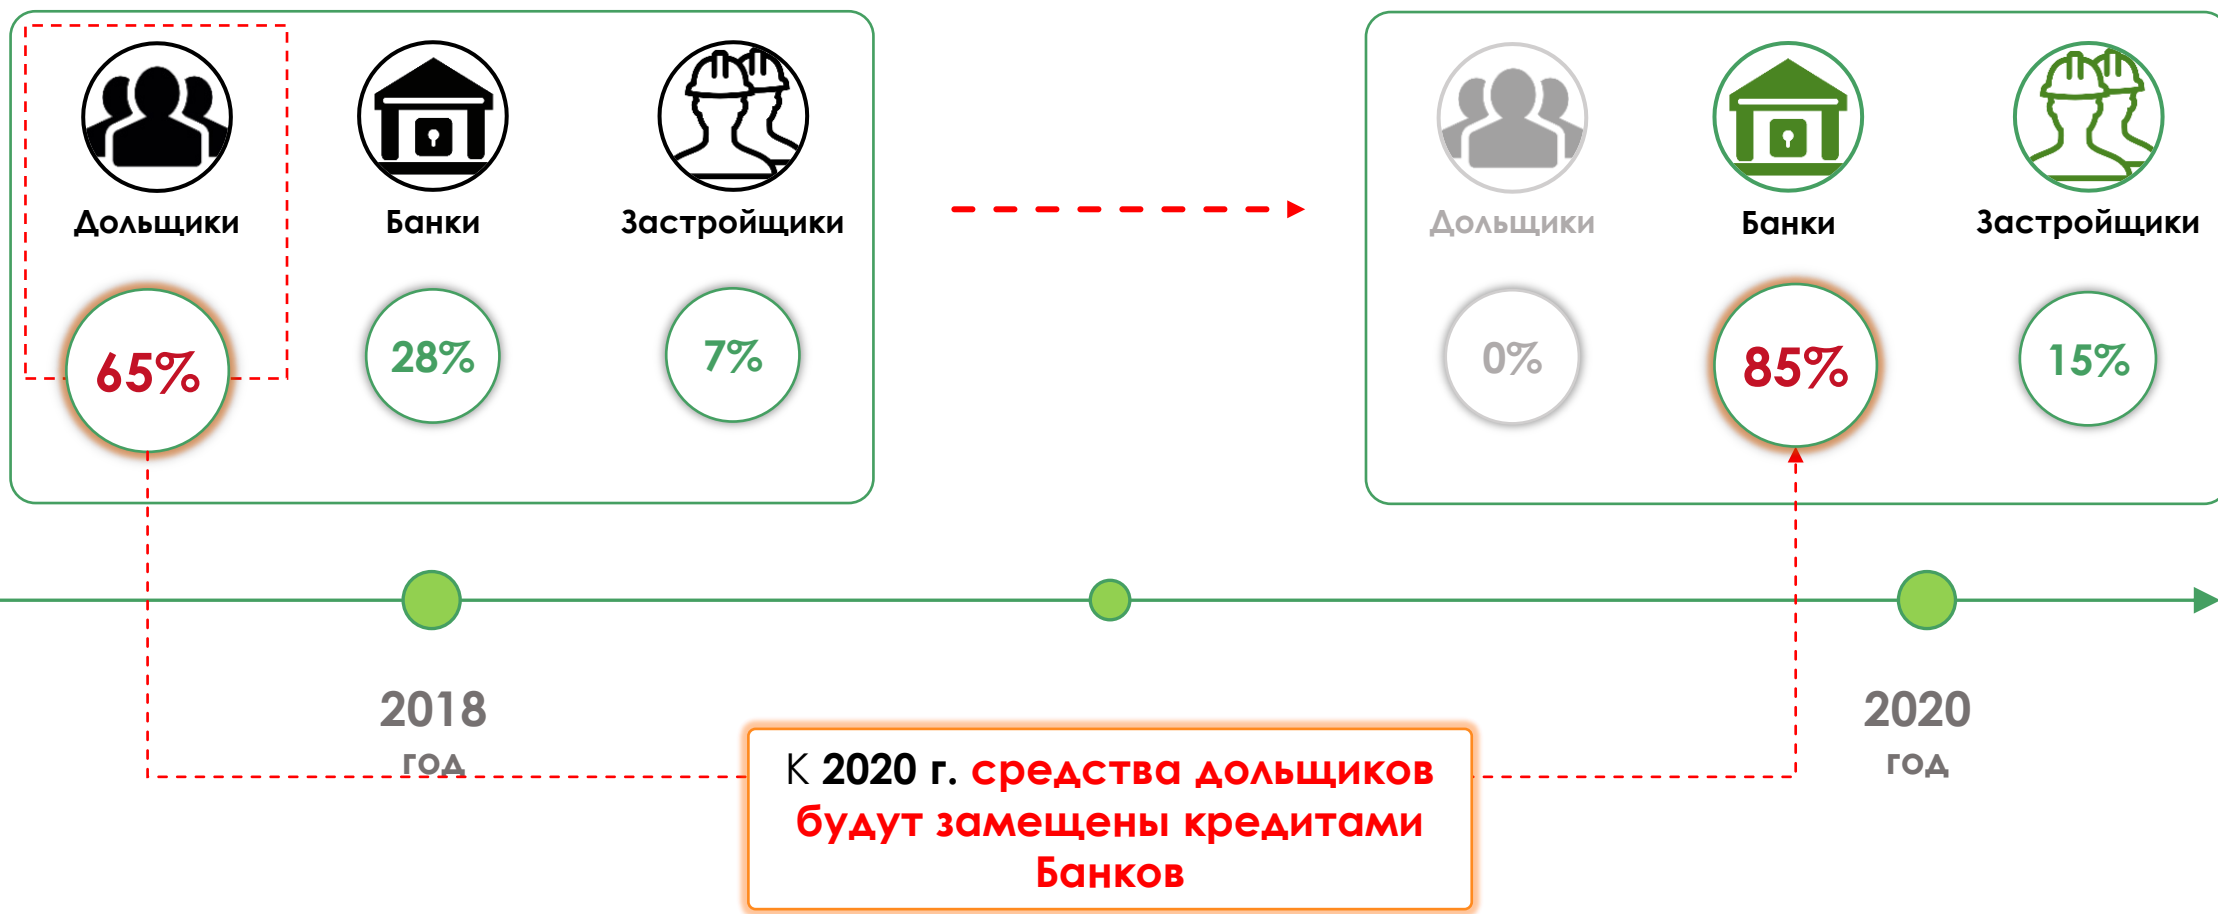 Дольщики
Банки
Застройщики
65%
28%
7%
Дольщики
Банки
Застройщики
0%
85%
15%
2018
год
2020
год
К 2020 г. средства дольщиков
будут замещены кредитами
Банков